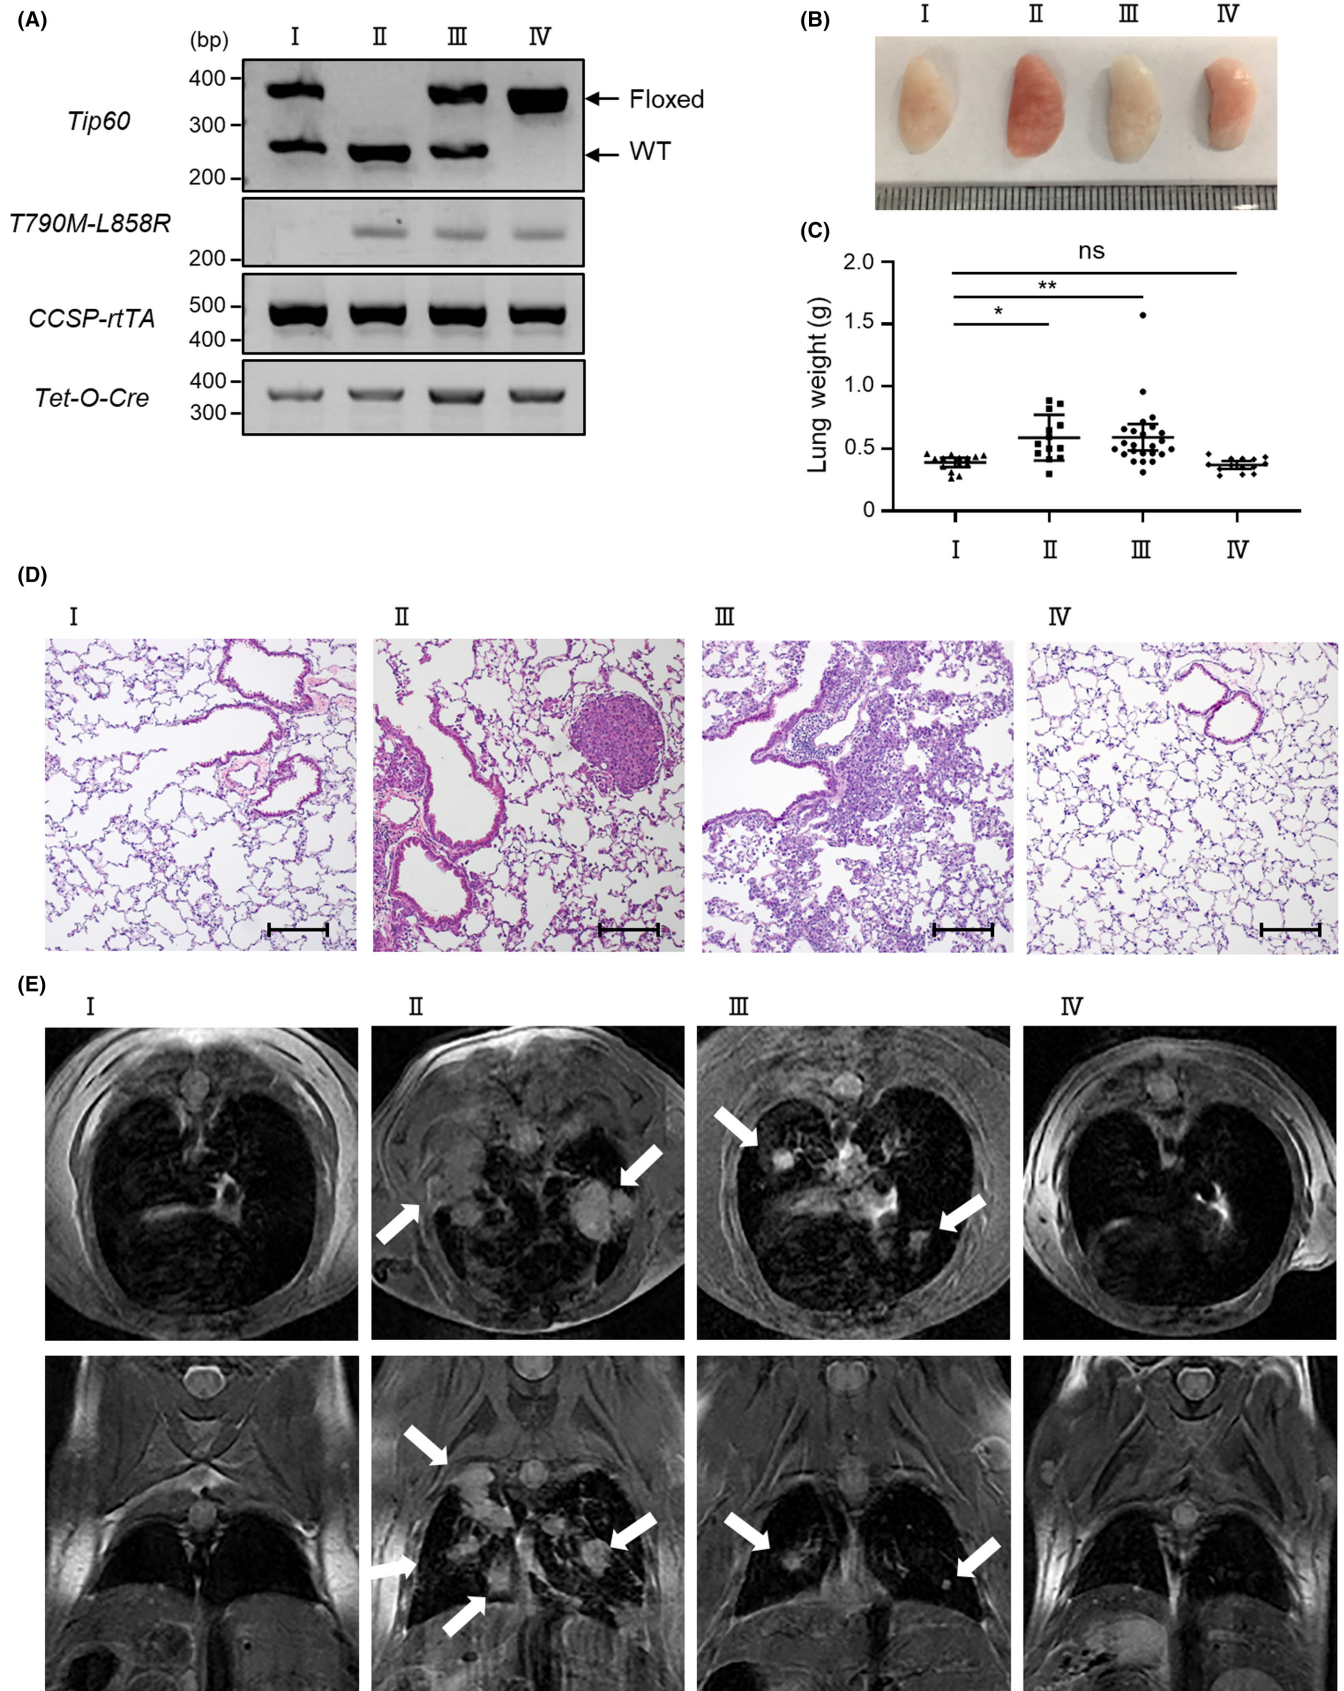 (A)
(bp) I II III IV
Tip60
400
300
200
Floxed
WT
T790M-L858R
200
CCSP-rtTA
500
400
Tet-O-Cre
400
300
(B)
I II III IV
(C)
Lung weight (g)
2.0
1.5
1.0
0.5
0
ns
**
*
I II III IV
(D)
I II III IV
(E)
I II III IV